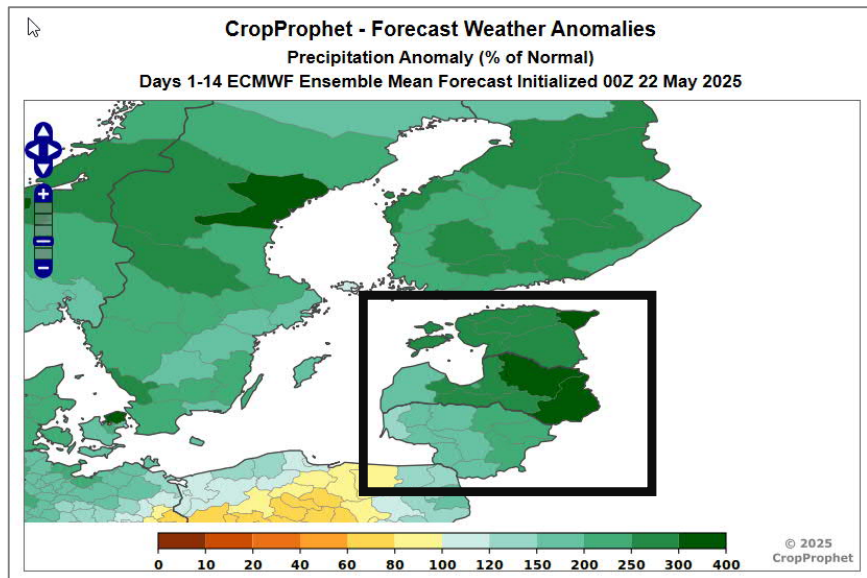 CropProphet - Forecast Weather Anomalies
Precipitation Anomaly (% of Normal)
Days 1-14 ECMWF Ensemble Mean Forecast Initialized 00Z 22 May 2025
0 10 20 40 60 80 100 120 150 200 250 300 400
© 2025
CropProphet